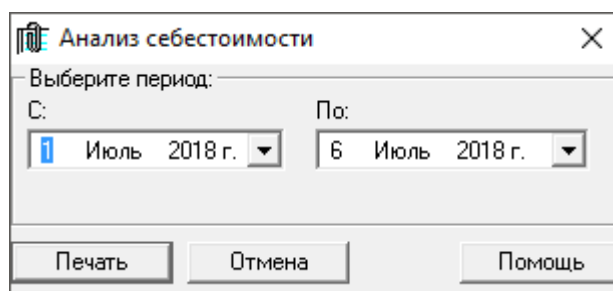 Анализ себестоимости
Выберите период:
С: По:
1 Июль 2018 г. 6 Июль 2018 г.
Печать Отмена Помощь